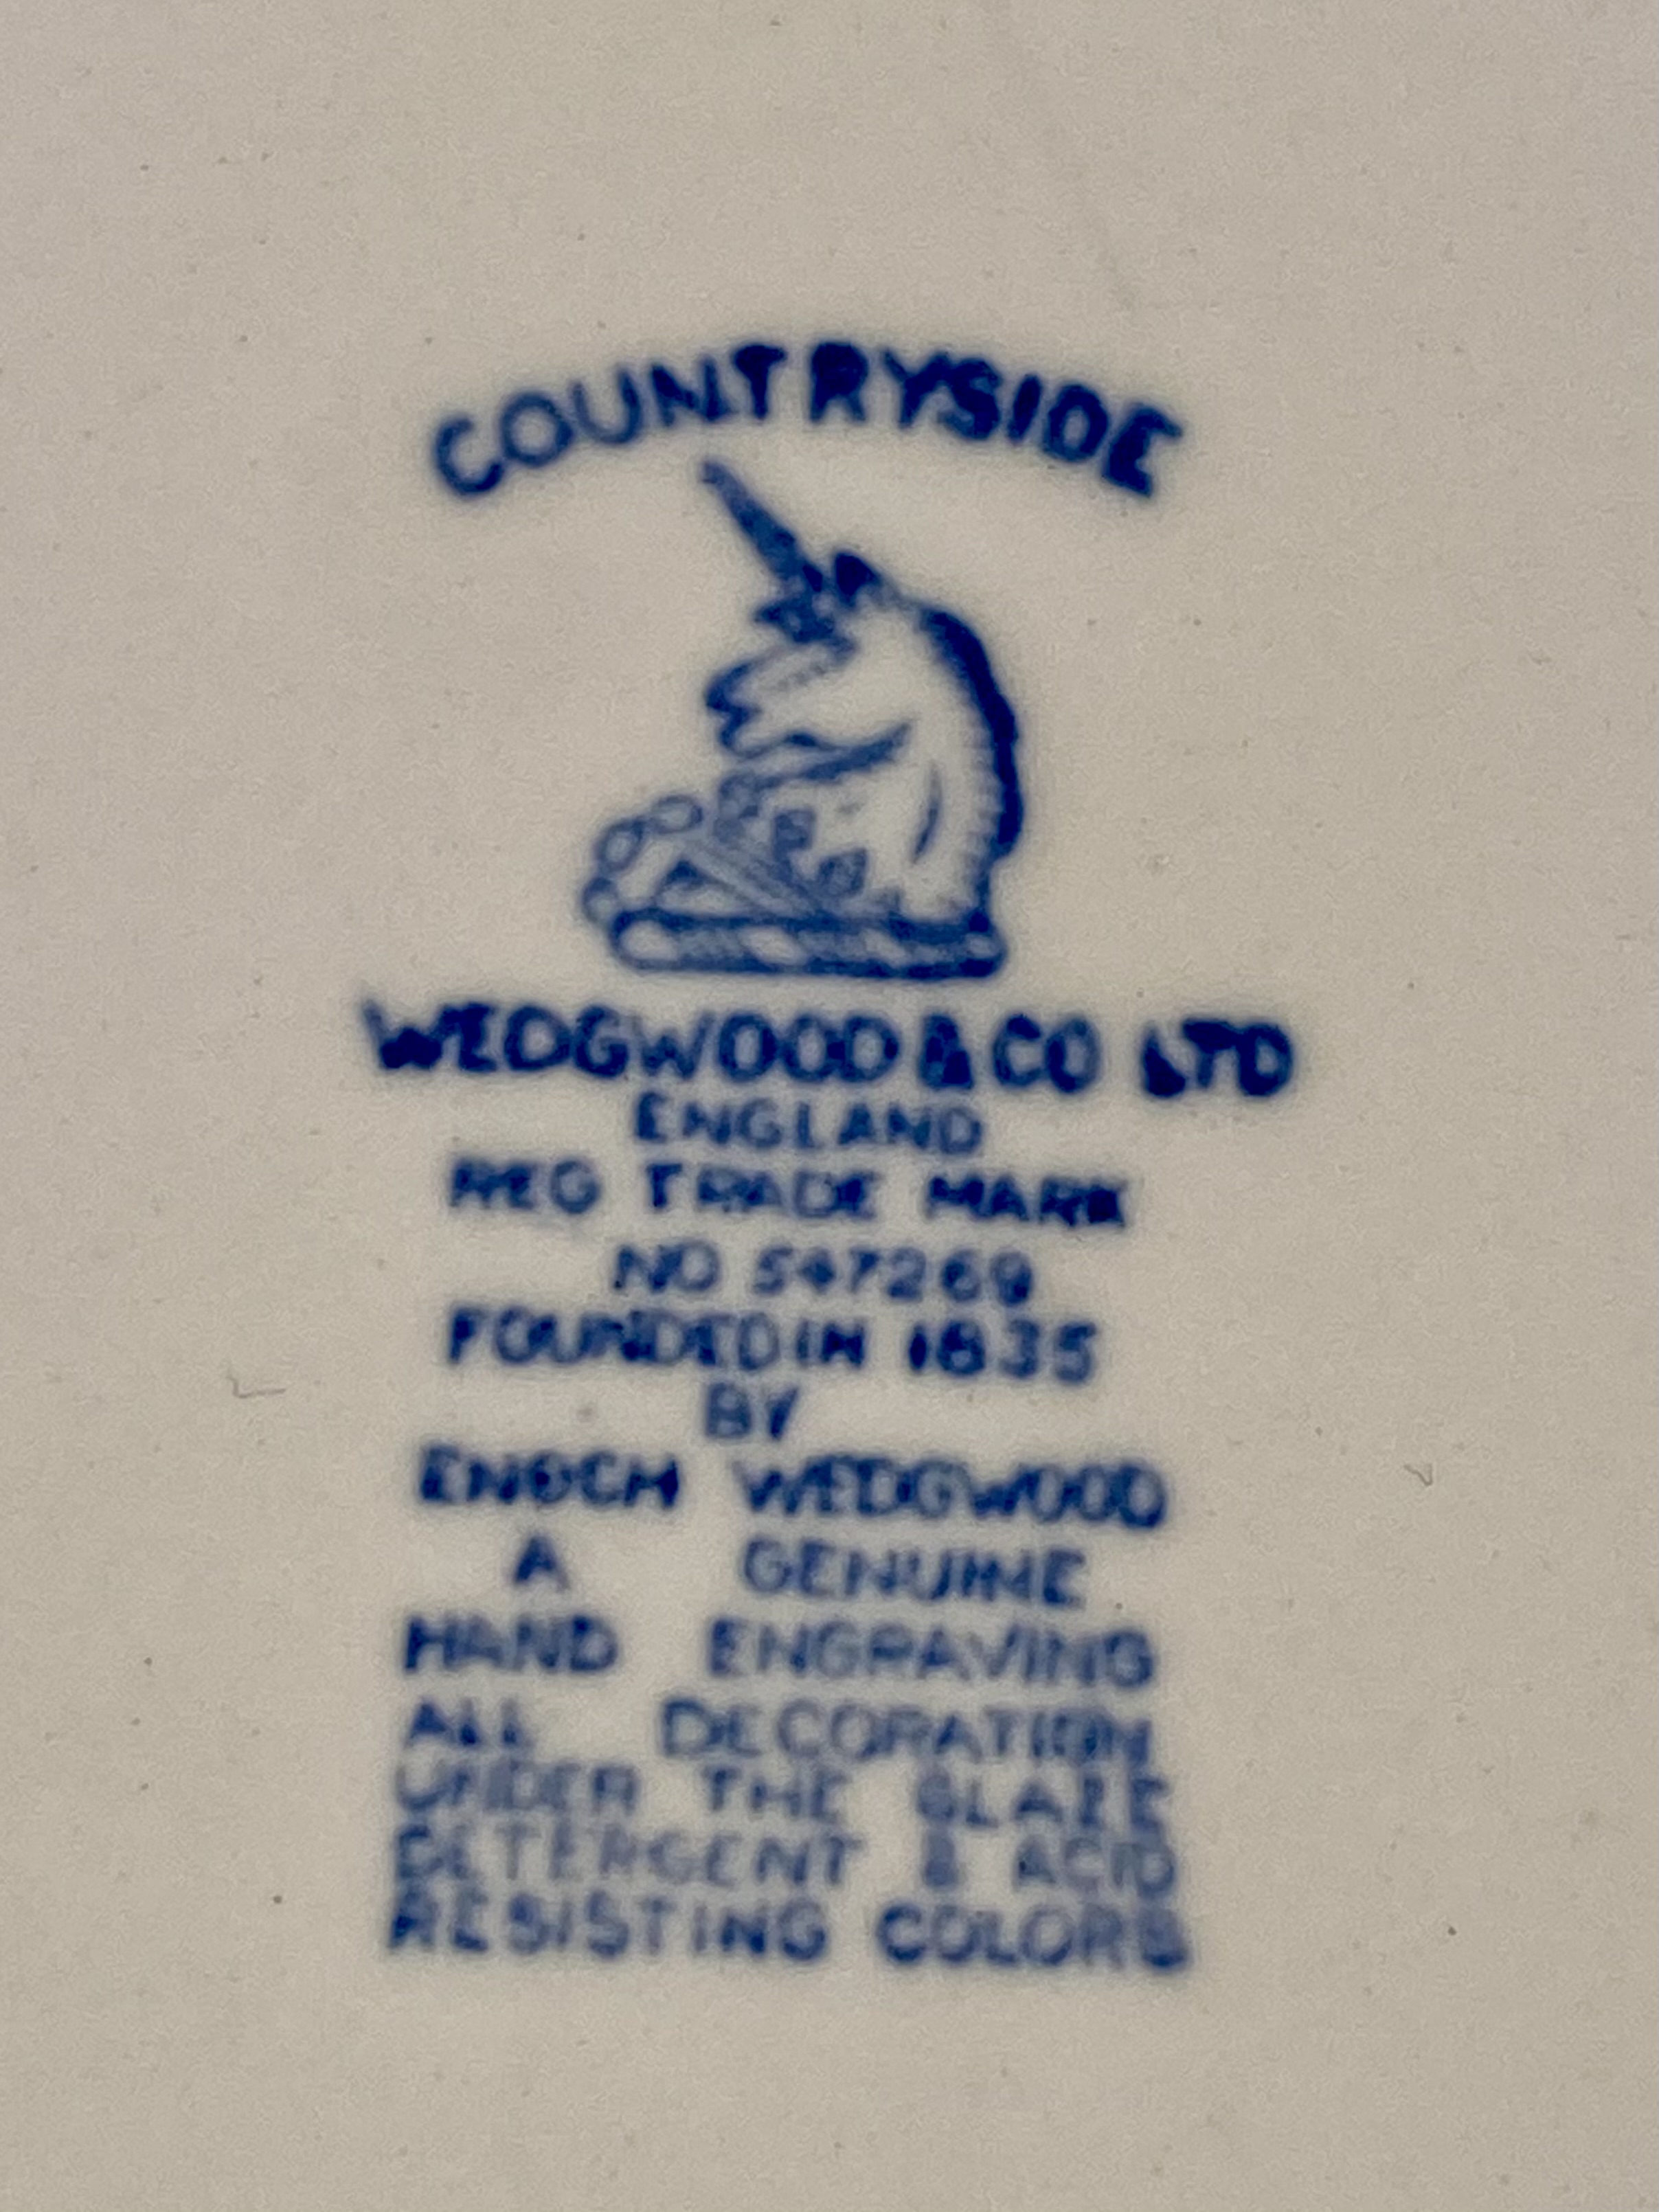 COUNTRYSIDE
WEDGWOOD & CO LTD
ENGLAND
REG TRADE MARK
NO 547269
FOUNDED IN 1835
BY
ENOCH WEDGWOOD
A GENUINE
HAND ENGRAVING
ALL DECORATION
UNDER THE GLAZE
DETERGENT & ACID
RESISTING COLORS